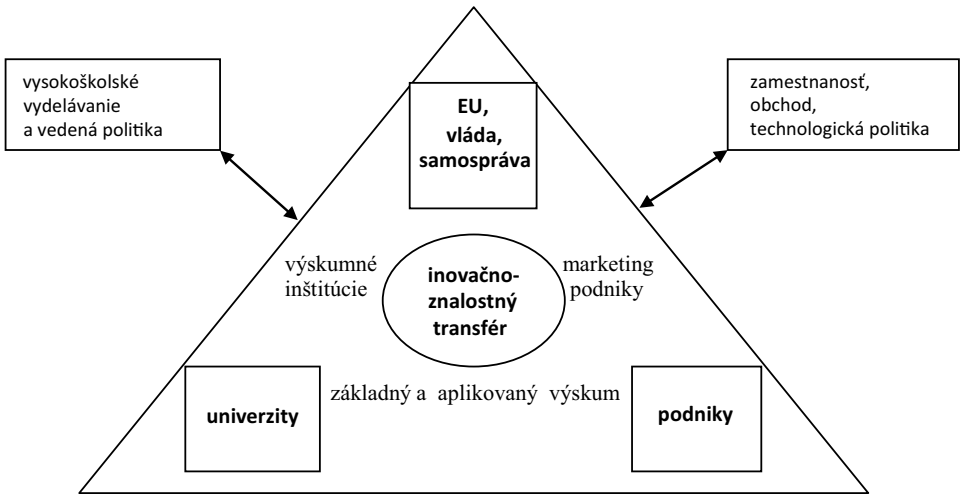 vysokoškolské
vydelávanie
a vedená politika
zamestnanosť,
obchod,
technologická politika
EU,
vláda,
samospráva
výskumné
inštitúcie
inovačno-
znalostný
transfér
marketing
podniky
univerzity
základný a aplikovaný výskum
podniky